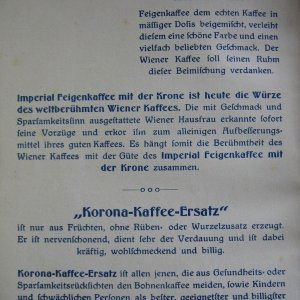 Feigenkaffee dem echten Kaffee in
mäßiger Dosis beigemischt, verleiht
diesem eine schöne Farbe und einen
vielfach beliebten Geschmack. Der
Wiener Kaffee soll seinen Ruhm
dieser Beimischung verdanken.
Imperial Feigenkaffee mit der Krone ist heute die Würze
des weltberühmten Wiener Kaffees. Die mit Geschmack und
Sparsamkeitssinn ausgestattete Wiener Hausfrau erkannte sofort
seine Vorzüge und erkor ihn zum alleinigen Aufbesserungs-
mittel ihres guten Kaffees. Es hängt somit die Berühmtheit des
Wiener Kaffees mit der Güte des Imperial Feigenkaffee mit
der Krone zusammen.
„Korona-Kaffee-Ersatz"
ist nur aus Früchten, ohne Rüben- oder Wurzelzusatz erzeugt.
Er ist nervenschonend, dient sehr der Verdauung und ist dabei
kräftig, wohlschmeckend und billig.
Korona-Kaffee-Ersatz ist allen jenen, die aus Gesundheits- oder
Sparsamkeitsrücksichten den Bohnenkaffee meiden, sowie Kindern
und schwächlichen Personen als bester, geeignetster und billigster